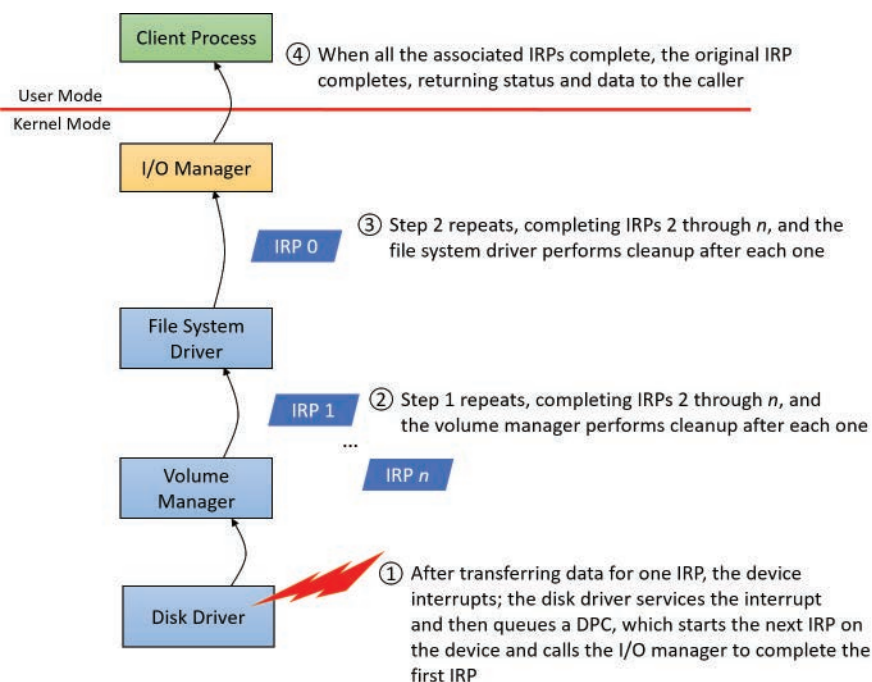 Client Process
④ When all the associated IRPs complete, the original IRP
completes, returning status and data to the caller
User Mode
Kernel Mode
I/O Manager
③ Step 2 repeats, completing IRPs 2 through n, and the
file system driver performs cleanup after each one
IRP 0
File System
Driver
② Step 1 repeats, completing IRPs 2 through n, and
the volume manager performs cleanup after each one
IRP 1
...
IRP n
Volume
Manager
① After transferring data for one IRP, the device
interrupts; the disk driver services the interrupt
and then queues a DPC, which starts the next IRP on
the device and calls the I/O manager to complete the
first IRP
Disk Driver